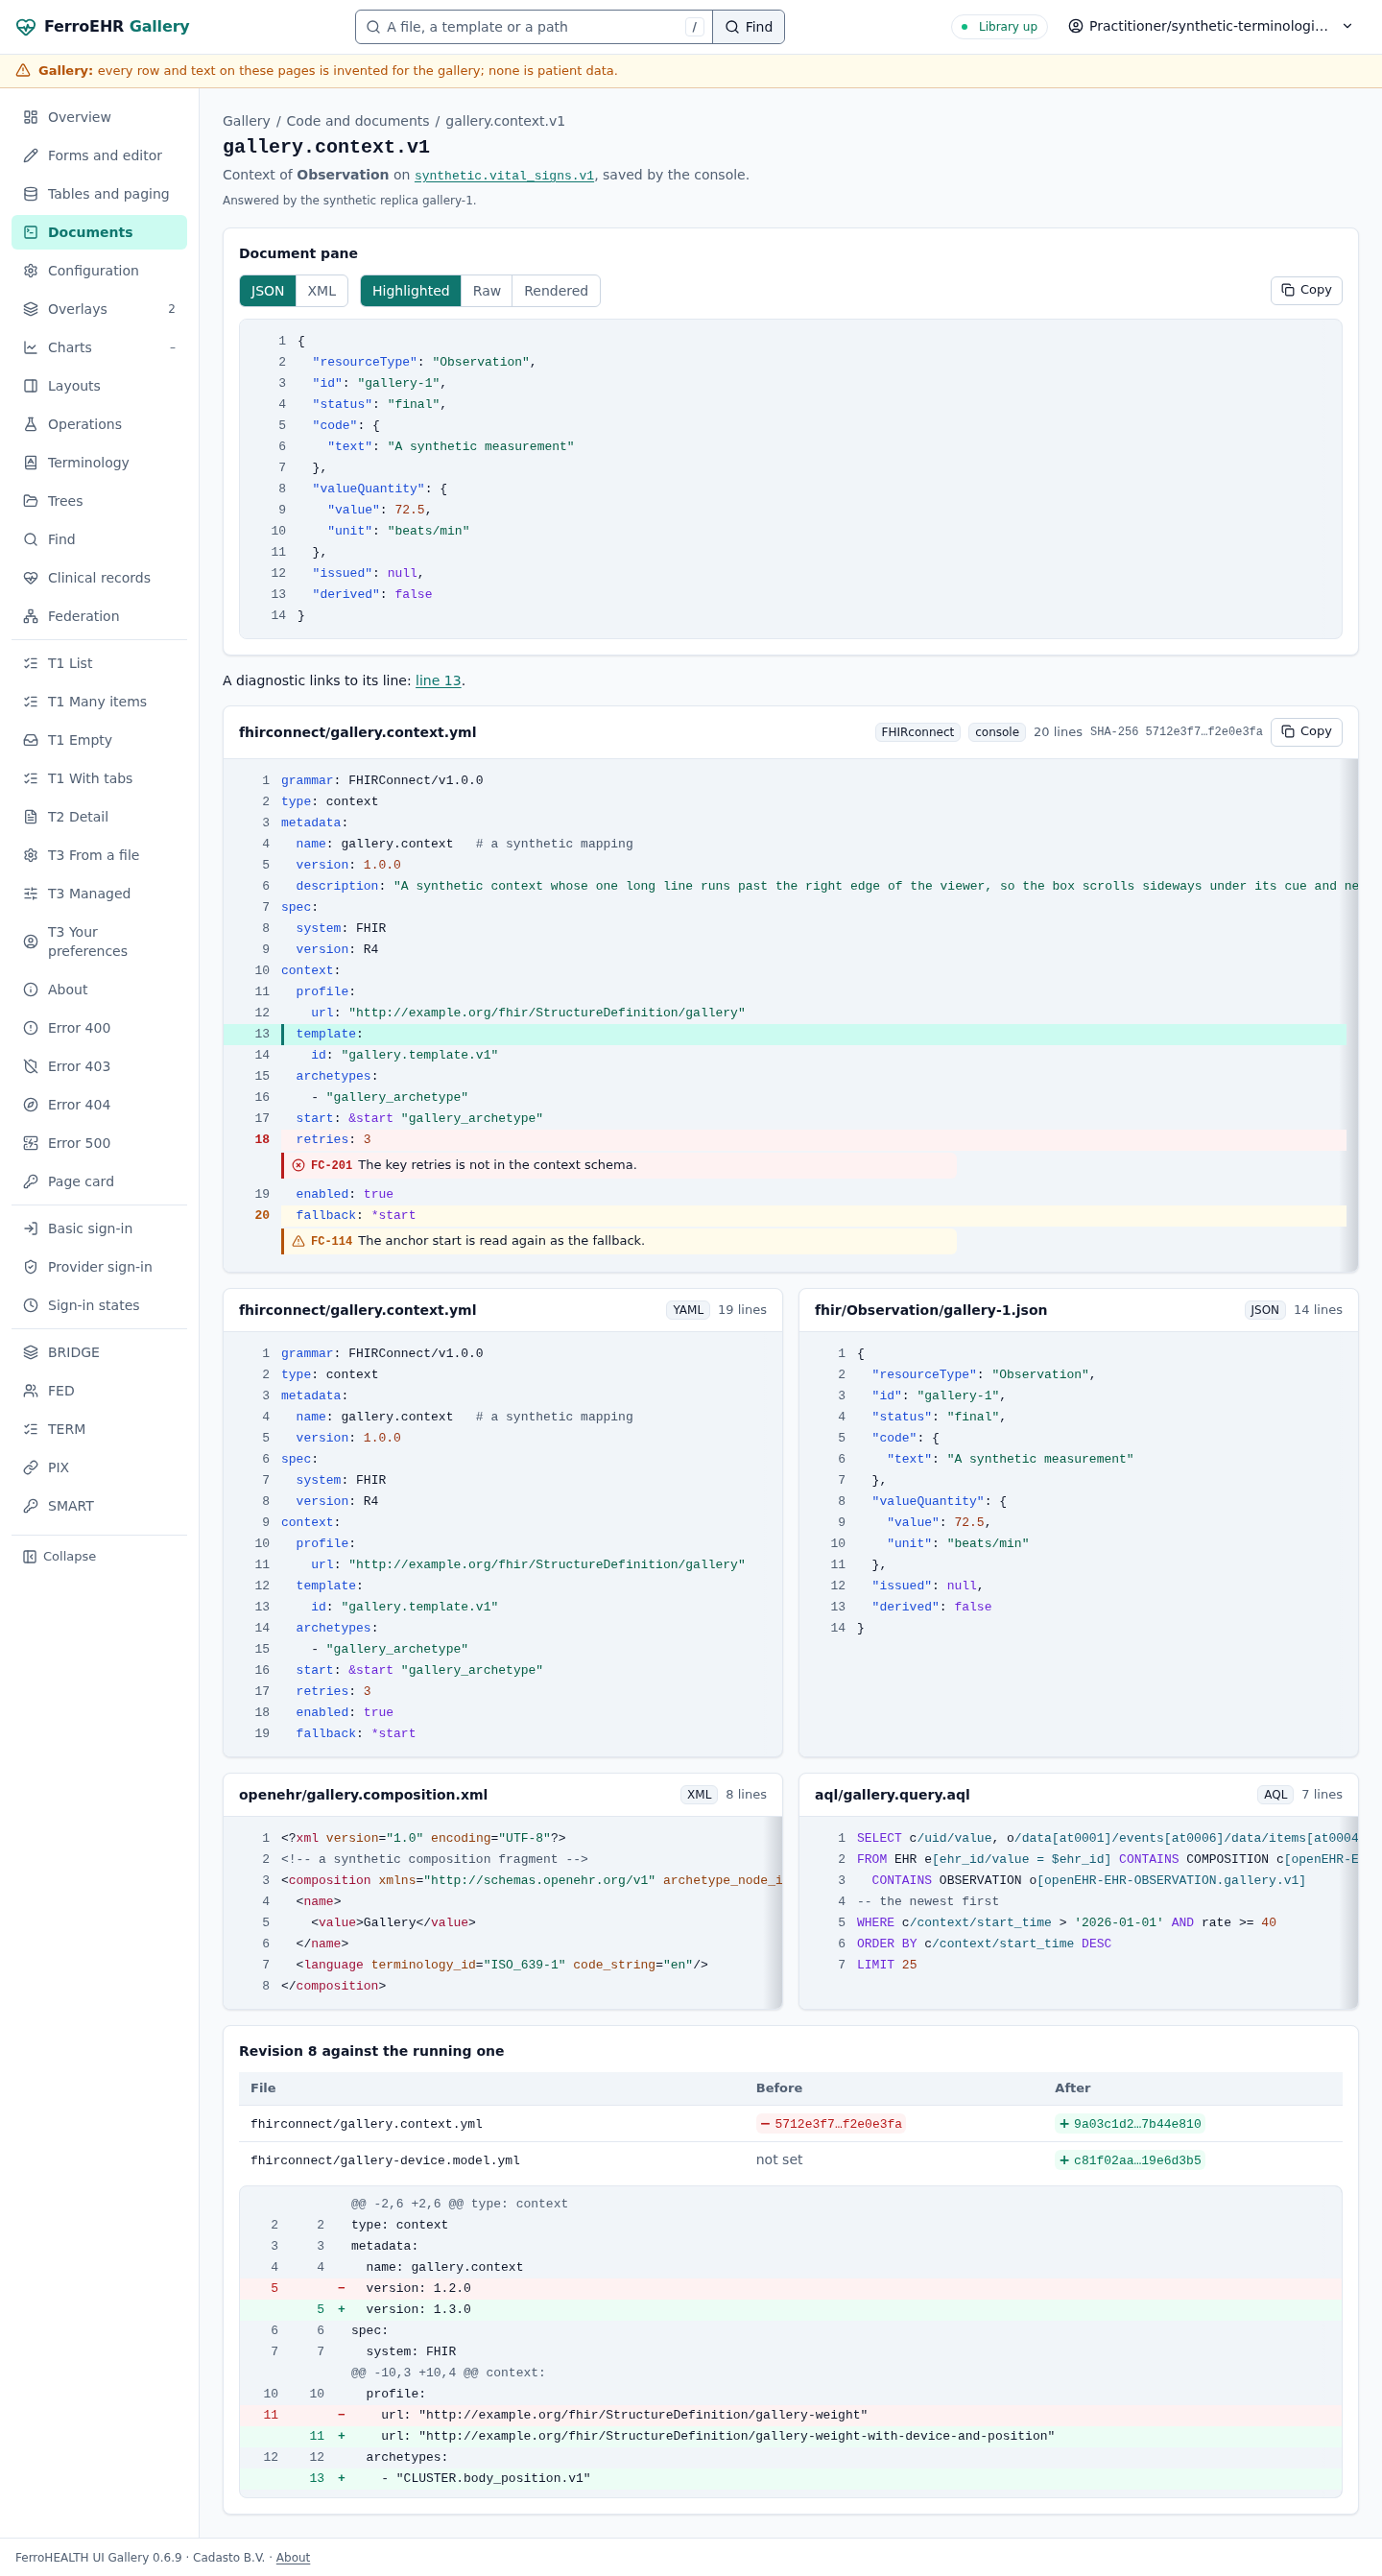 FerroEHR Gallery
A file, a template or a path
/
Find
Library up
Practitioner/synthetic-terminologi…
Gallery: every row and text on these pages is invented for the gallery; none is patient data.
Overview
Forms and editor
Tables and paging
Documents
Configuration
Overlays 2
Charts –
Layouts
Operations
Terminology
Trees
Find
Clinical records
Federation
T1 List
T1 Many items
T1 Empty
T1 With tabs
T2 Detail
T3 From a file
T3 Managed
T3 Your
preferences
About
Error 400
Error 403
Error 404
Error 500
Page card
Basic sign-in
Provider sign-in
Sign-in states
BRIDGE
FED
TERM
PIX
SMART
Collapse
Gallery / Code and documents / gallery.context.v1
gallery.context.v1
Context of Observation on synthetic.vital_signs.v1, saved by the console.
Answered by the synthetic replica gallery-1.
Document pane
JSON XML Highlighted Raw Rendered Copy
1 {
2 "resourceType": "Observation",
3 "id": "gallery-1",
4 "status": "final",
5 "code": {
6 "text": "A synthetic measurement"
7 },
8 "valueQuantity": {
9 "value": 72.5,
10 "unit": "beats/min"
11 },
12 "issued": null,
13 "derived": false
14 }
A diagnostic links to its line: line 13.
fhirconnect/gallery.context.yml FHIRconnect console 20 lines SHA-256 5712e3f7…f2e0e3fa Copy
1 grammar: FHIRConnect/v1.0.0
2 type: context
3 metadata:
4 name: gallery.context # a synthetic mapping
5 version: 1.0.0
6 description: "A synthetic context whose one long line runs past the right edge of the viewer, so the box scrolls sideways under its cue and ne
7 spec:
8 system: FHIR
9 version: R4
10 context:
11 profile:
12 url: "http://example.org/fhir/StructureDefinition/gallery"
13 template:
14 id: "gallery.template.v1"
15 archetypes:
16 - "gallery_archetype"
17 start: &start "gallery_archetype"
18 retries: 3
FC-201 The key retries is not in the context schema.
19 enabled: true
20 fallback: *start
FC-114 The anchor start is read again as the fallback.
fhirconnect/gallery.context.yml YAML 19 lines
1 grammar: FHIRConnect/v1.0.0
2 type: context
3 metadata:
4 name: gallery.context # a synthetic mapping
5 version: 1.0.0
6 spec:
7 system: FHIR
8 version: R4
9 context:
10 profile:
11 url: "http://example.org/fhir/StructureDefinition/gallery"
12 template:
13 id: "gallery.template.v1"
14 archetypes:
15 - "gallery_archetype"
16 start: &start "gallery_archetype"
17 retries: 3
18 enabled: true
19 fallback: *start
fhir/Observation/gallery-1.json JSON 14 lines
1 {
2 "resourceType": "Observation",
3 "id": "gallery-1",
4 "status": "final",
5 "code": {
6 "text": "A synthetic measurement"
7 },
8 "valueQuantity": {
9 "value": 72.5,
10 "unit": "beats/min"
11 },
12 "issued": null,
13 "derived": false
14 }
openehr/gallery.composition.xml XML 8 lines
1 <?xml version="1.0" encoding="UTF-8"?>
2 <!-- a synthetic composition fragment -->
3 <composition xmlns="http://schemas.openehr.org/v1" archetype_node_i
4 <name>
5 <value>Gallery</value>
6 </name>
7 <language terminology_id="ISO_639-1" code_string="en"/>
8 </composition>
aql/gallery.query.aql AQL 7 lines
1 SELECT c/uid/value, o/data[at0001]/events[at0006]/data/items[at0004
2 FROM EHR e[ehr_id/value = $ehr_id] CONTAINS COMPOSITION c[openEHR-E
3 CONTAINS OBSERVATION o[openEHR-EHR-OBSERVATION.gallery.v1]
4 -- the newest first
5 WHERE c/context/start_time > '2026-01-01' AND rate >= 40
6 ORDER BY c/context/start_time DESC
7 LIMIT 25
Revision 8 against the running one
File Before After
fhirconnect/gallery.context.yml − 5712e3f7…f2e0e3fa + 9a03c1d2…7b44e810
fhirconnect/gallery-device.model.yml not set + c81f02aa…19e6d3b5
@@ -2,6 +2,6 @@ type: context
2 2 type: context
3 3 metadata:
4 4 name: gallery.context
5 − version: 1.2.0
5 + version: 1.3.0
6 6 spec:
7 7 system: FHIR
@@ -10,3 +10,4 @@ context:
10 10 profile:
11 − url: "http://example.org/fhir/StructureDefinition/gallery-weight"
11 + url: "http://example.org/fhir/StructureDefinition/gallery-weight-with-device-and-position"
12 12 archetypes:
13 + - "CLUSTER.body_position.v1"
FerroHEALTH UI Gallery 0.6.9 · Cadasto B.V. · About